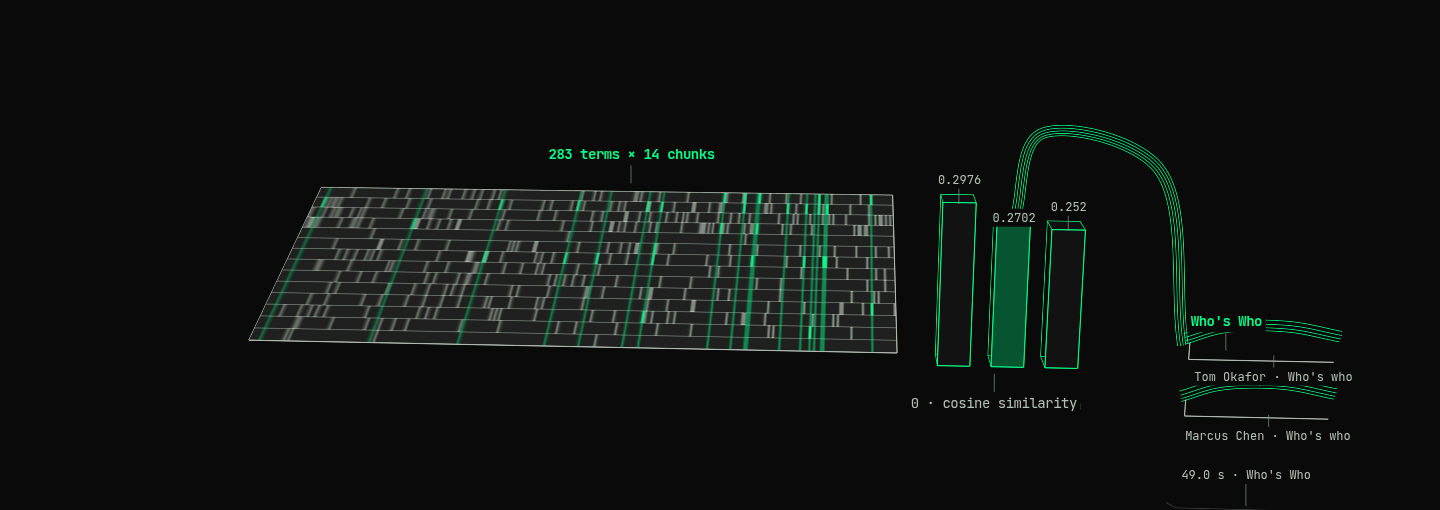 283 terms × 14 chunks
0.2976
0.2702
0.252
0 · cosine similarity
Who's Who
Tom Okafor · Who's who
Marcus Chen · Who's who
49.0 s · Who's Who